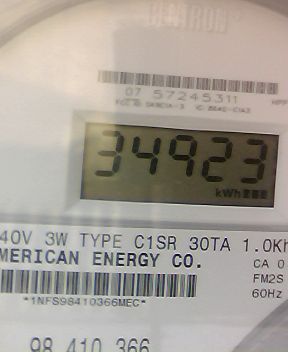 07 57245311
34923
kWh
40V 3W TYPE C1SR 30TA 1.0Kh
MERICAN ENERGY CO.
CA 0
FM2S
60Hz
*1NFS98410366MEC*
98 410 366